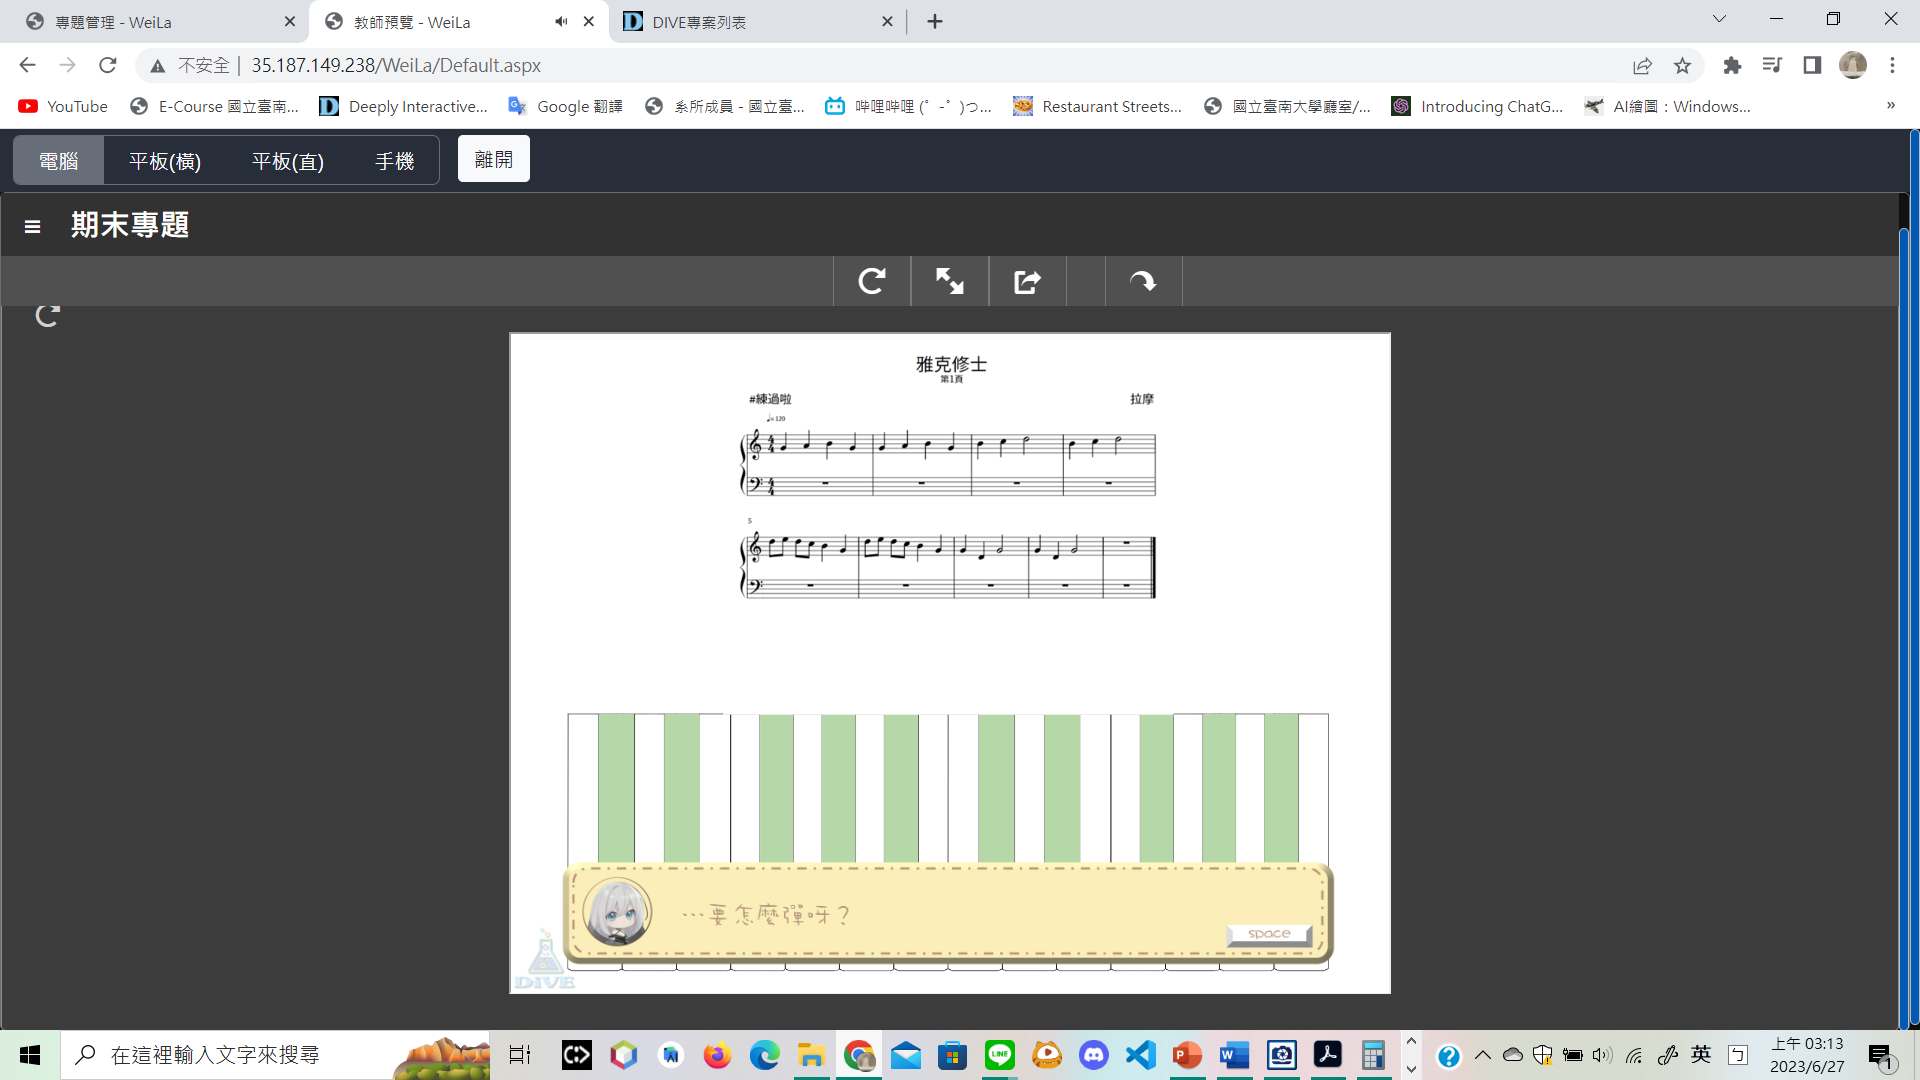 專題管理 - WeiLa
教師預覽 - WeiLa
DIVE專案列表
不安全 | 35.187.149.238/WeiLa/Default.aspx
YouTube
E-Course 國立臺南...
Deeply Interactive...
Google 翻譯
系所成員 - 國立臺...
哔哩哔哩 (゜-゜)つ...
Restaurant Streets...
國立臺南大學廳室/...
Introducing ChatG...
AI繪圖：Windows...
電腦
平板(橫)
平板(直)
手機
離開
期末專題
雅克修士
第1頁
#練過啦
拉摩
= 120
5
…要怎麼彈呀？
space
DIVE
在這裡輸入文字來搜尋
英
上午 03:13
2023/6/27
1